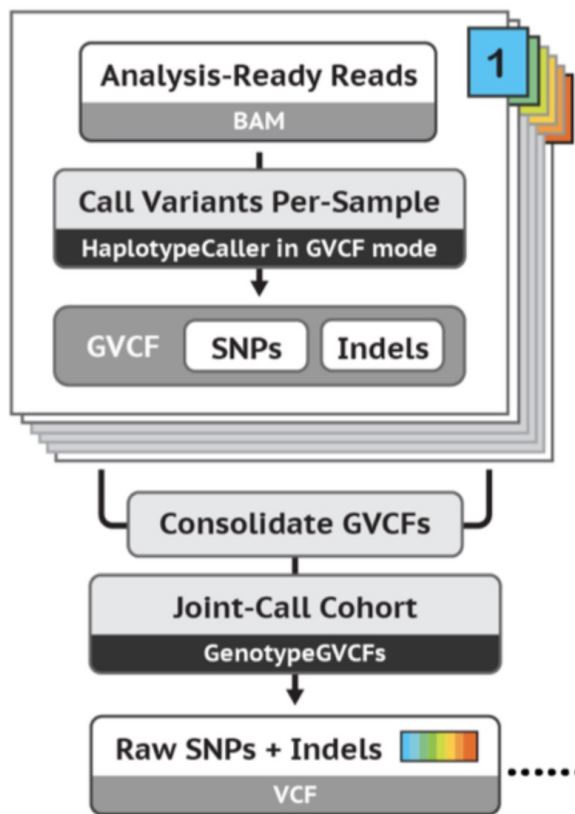 1
Analysis-Ready Reads
BAM
Call Variants Per-Sample
HaplotypeCaller in GVCF mode
GVCF SNPs Indels
Consolidate GVCFs
Joint-Call Cohort
GenotypeGVCFs
Raw SNPs + Indels
VCF